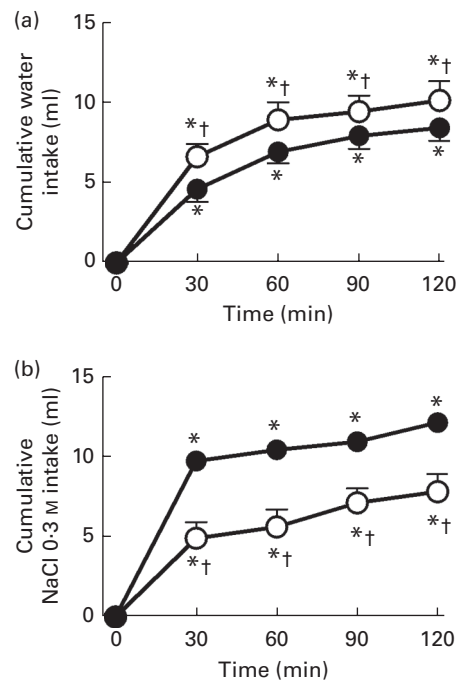 (a)
15
10
5
0
Cumulative water
intake (ml)
*†
*†
*†
*†
*
*
*
*
0 30 60 90 120
Time (min)
(b)
15
10
5
0
Cumulative
NaCl 0·3 M intake (ml)
*
*
*
*
*†
*†
*†
*†
0 30 60 90 120
Time (min)